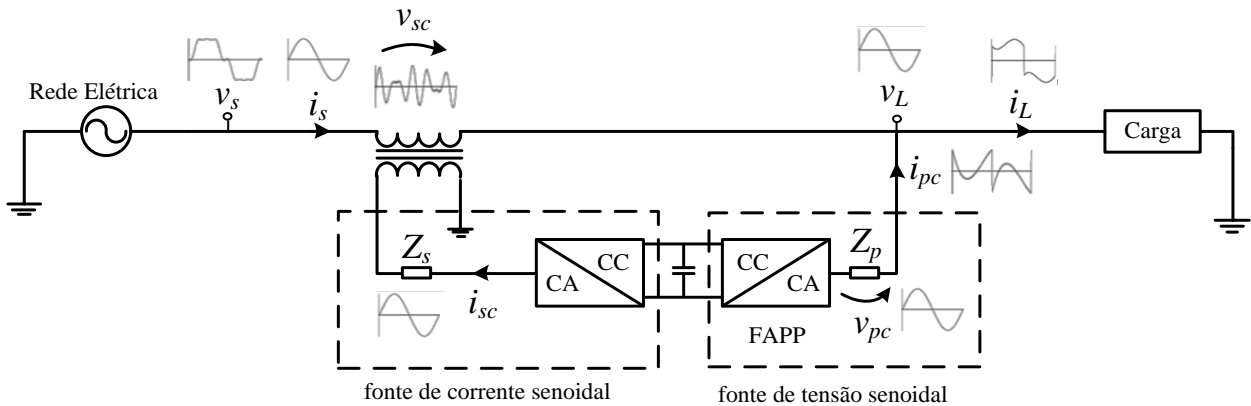 v_sc
Rede Elétrica
v_s
i_s
v_L
i_L
Carga
i_pc
Z_s
CC
CA
i_sc
CC
CA
Z_p
v_pc
FAPP
fonte de corrente senoidal
fonte de tensão senoidal